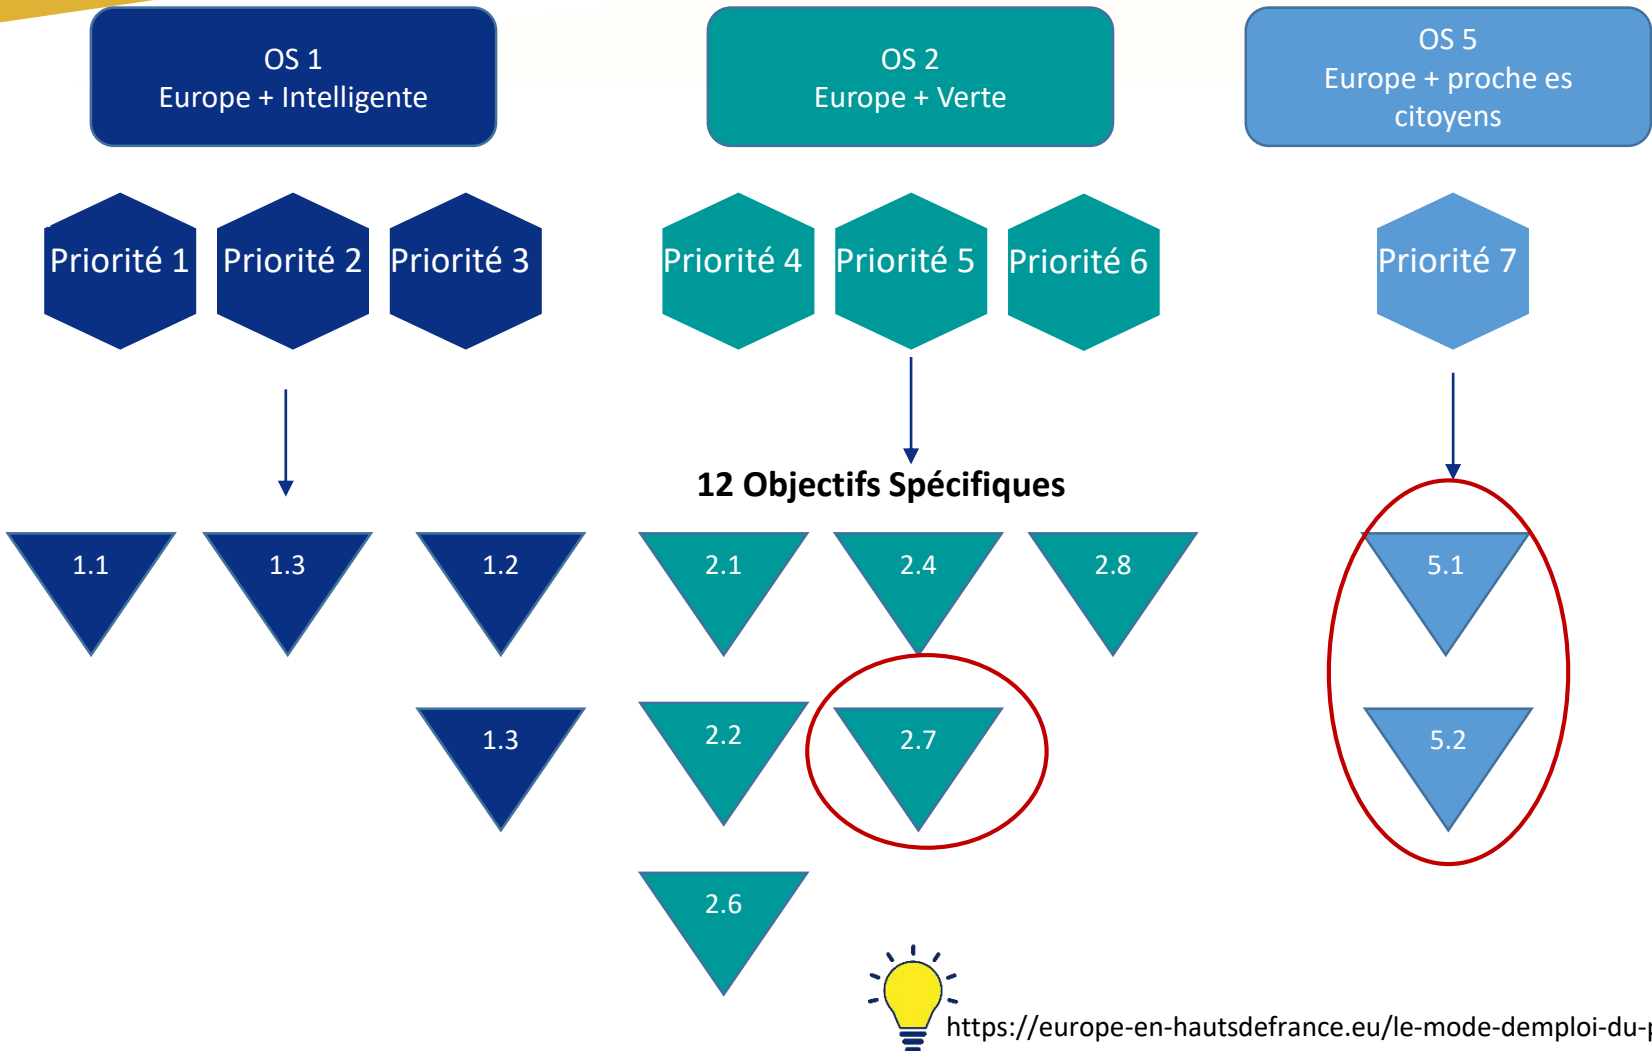 OS 1
Europe + Intelligente
OS 2
Europe + Verte
OS 5
Europe + proche es
citoyens
Priorité 1
Priorité 2
Priorité 3
Priorité 4
Priorité 5
Priorité 6
Priorité 7
12 Objectifs Spécifiques
1.1
1.3
1.2
2.1
2.4
2.8
5.1
1.3
2.2
2.7
5.2
2.6
https://europe-en-hautsdefrance.eu/le-mode-demploi-du-p